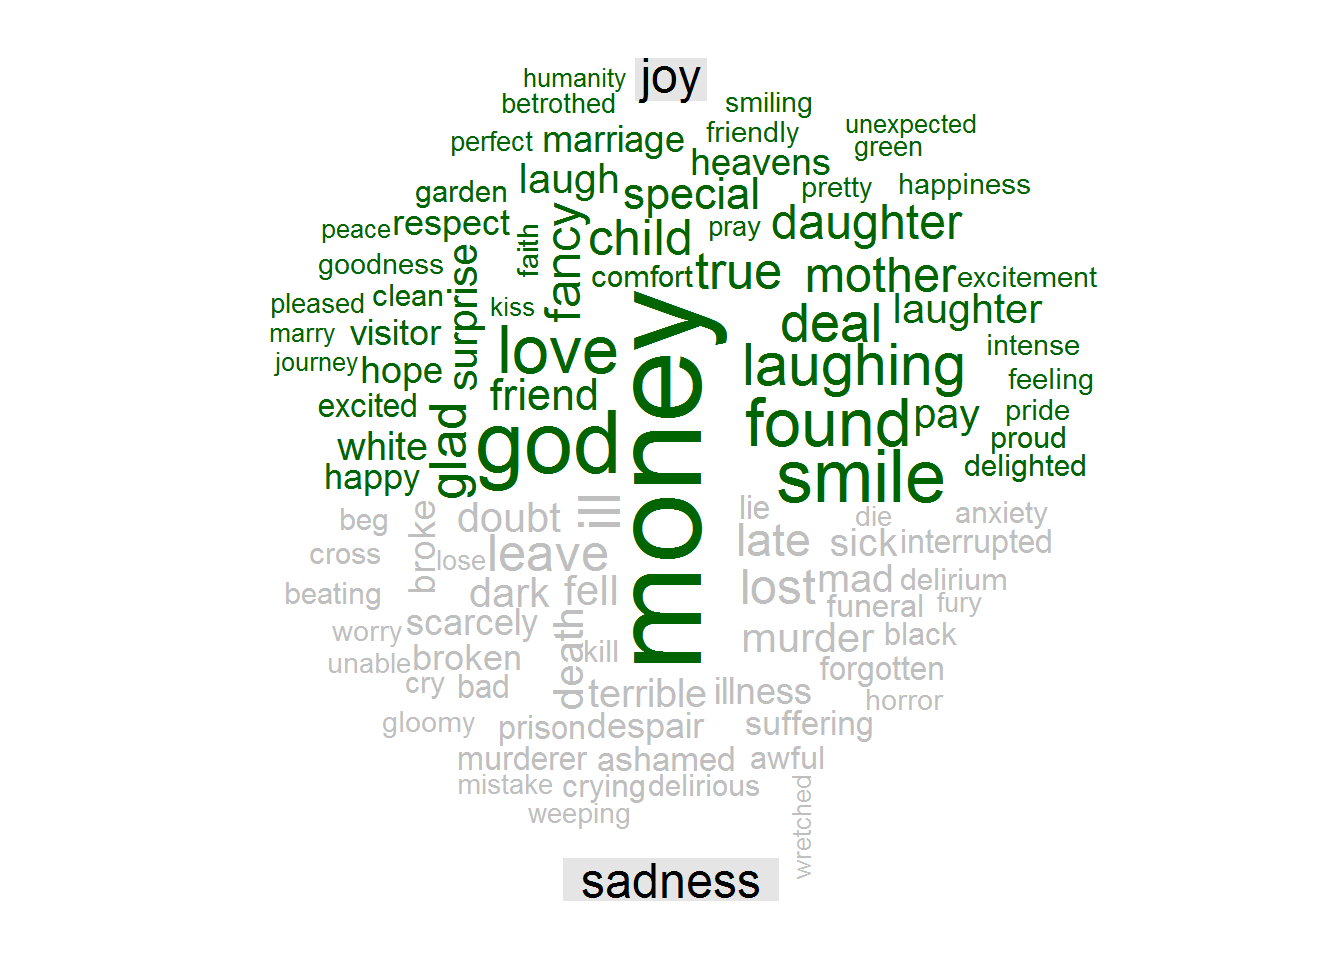 joy
humanity
betrothed
smiling
unexpected
perfect
marriage
friendly
green
heavens
laugh
garden
special
pretty
happiness
peace
respect
fancy
faith
child
pray
daughter
goodness
surprise
comfort
true
mother
excitement
pleased
clean
kiss
money
deal
laughter
marry
visitor
love
laughing
intense
journey
hope
friend
feeling
excited
glad
god
found
pay
pride
white
proud
happy
smile
delighted
beg
broke
doubt
ill
lie
die
anxiety
cross
lose
leave
late
sick
interrupted
beating
dark
fell
lost
mad
delirium
funeral
fury
worry
scarcely
death
kill
murder
black
unable
broken
forgotten
cry
bad
terrible
illness
horror
gloomy
prison
despair
suffering
murderer
ashamed
awful
mistake
crying
delirious
weeping
wretched
sadness